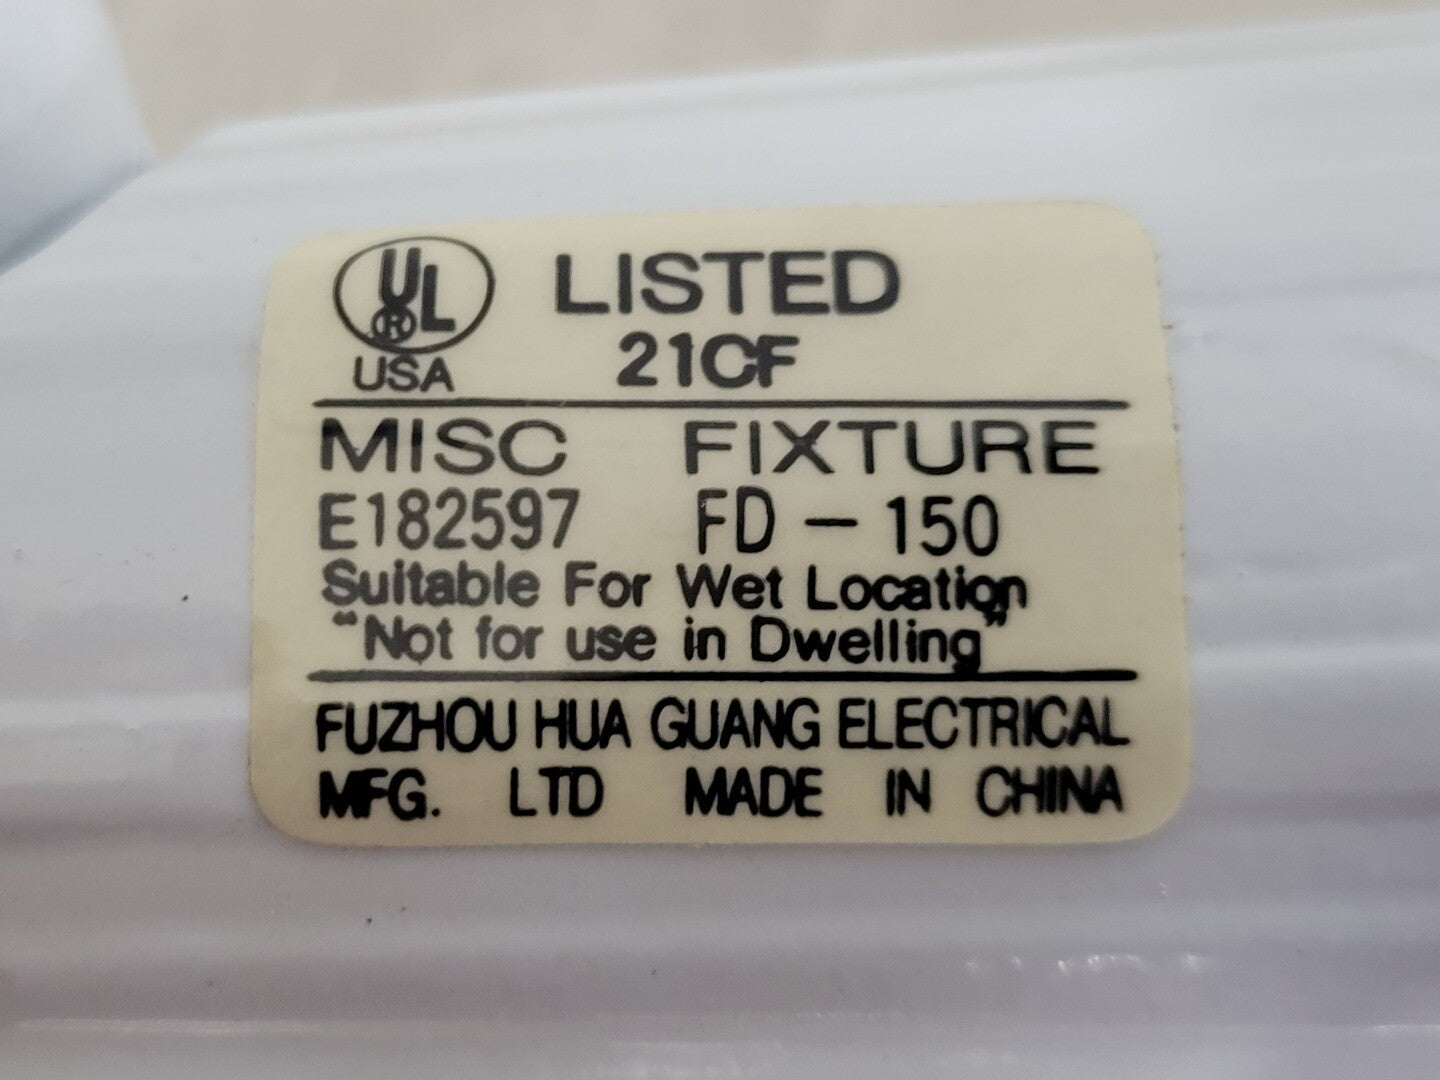 UL® LISTED
USA 21CF
MISC FIXTURE
E182597 FD - 150
Suitable For Wet Location
"Not for use in Dwelling"
FUZHOU HUA GUANG ELECTRICAL
MFG. LTD MADE IN CHINA